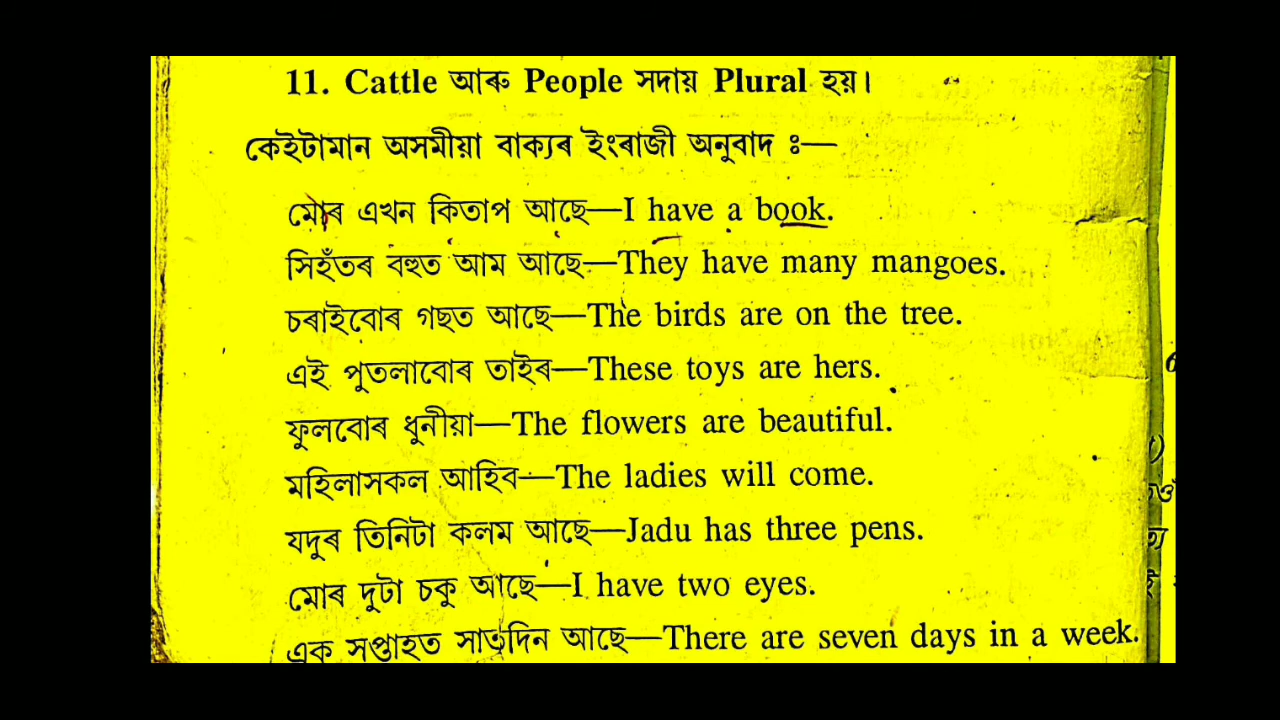 11. Cattle আৰু People সদায় Plural হয়।
কেইটামান অসমীয়া বাক্যৰ ইংৰাজী অনুবাদ ঃ—
মোৰ এখন কিতাপ আছে—I have a book.
সিহঁতৰ বহুত আম আছে—They have many mangoes.
চৰাইবোৰ গছত আছে—The birds are on the tree.
এই পুতলাবোৰ তাইৰ—These toys are hers.
ফুলবোৰ ধুনীয়া—The flowers are beautiful.
মহিলাসকল আহিব—The ladies will come.
যদুৰ তিনিটা কলম আছে—Jadu has three pens.
মোৰ দুটা চকু আছে—I have two eyes.
এক সপ্তাহত সাতদিন আছে—There are seven days in a week.